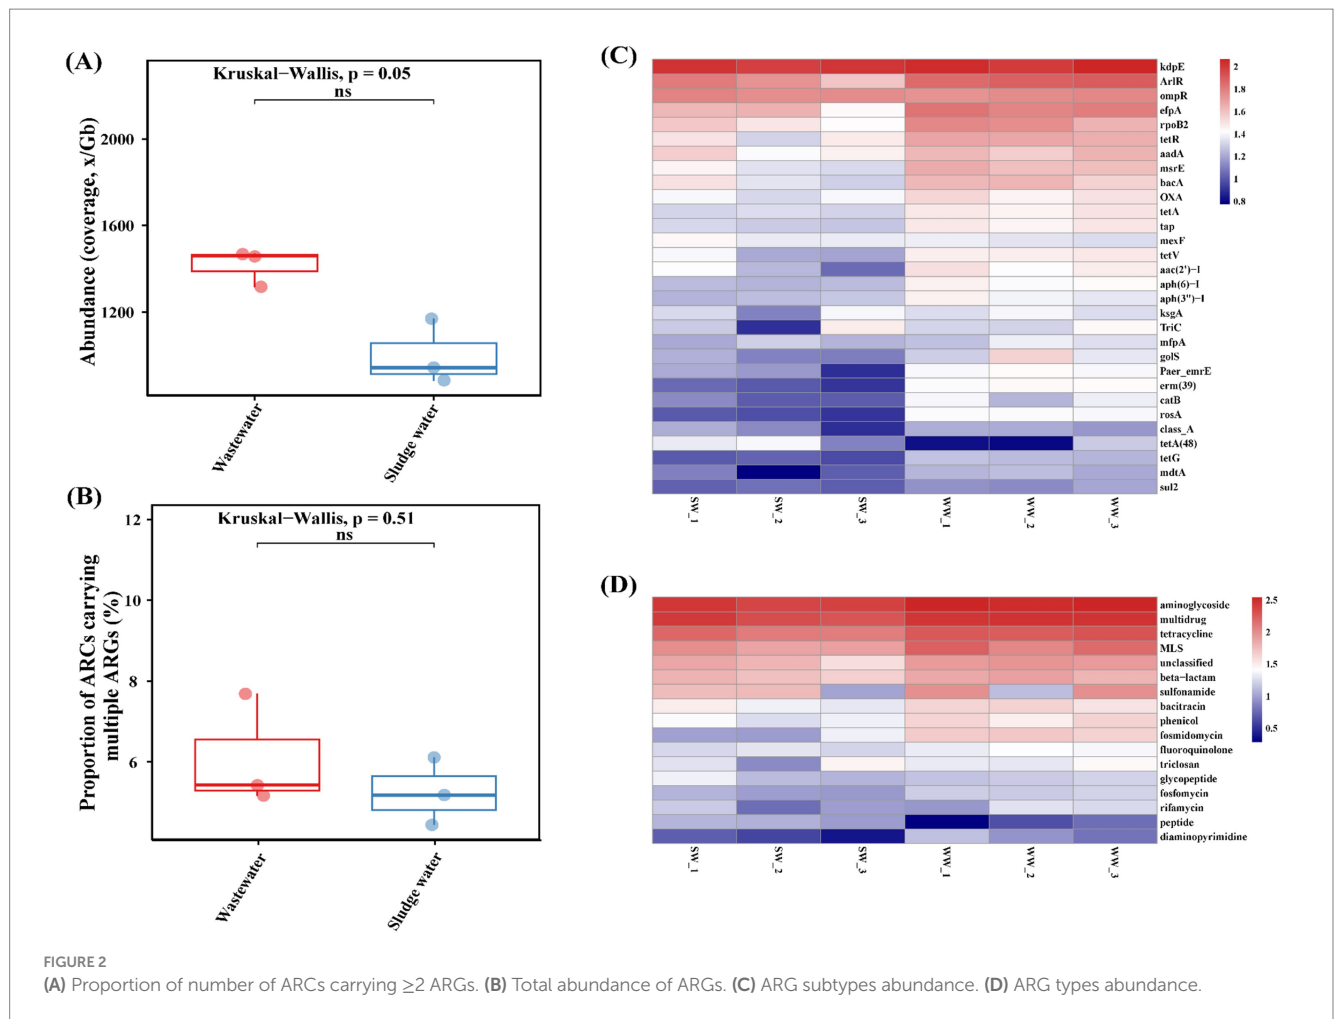 (A)
Kruskal−Wallis, p = 0.05
ns
Abundance (coverage, x/Gb)
2000
1600
1200
Wastewater
Sludge water
(B)
Kruskal−Wallis, p = 0.51
ns
Proportion of ARCs carrying
multiple ARGs (%)
12
10
8
6
Wastewater
Sludge water
(C)
kdpE
ArlR
ompR
efpA
rpoB2
tetR
aadA
msrE
bacA
OXA
tetA
tap
mexF
tetV
aac(2')−I
aph(6)−I
aph(3'')−I
ksgA
TriC
mfpA
golS
Paer_emrE
erm(39)
catB
rosA
class_A
tetA(48)
tetG
mdtA
sul2
2
1.8
1.6
1.4
1.2
1
0.8
SW_1
SW_2
SW_3
WW_1
WW_2
WW_3
(D)
aminoglycoside
multidrug
tetracycline
MLS
unclassified
beta−lactam
sulfonamide
bacitracin
phenicol
fosmidomycin
fluoroquinolone
triclosan
glycopeptide
fosfomycin
rifamycin
peptide
diaminopyrimidine
2.5
2
1.5
1
0.5
SW_1
SW_2
SW_3
WW_1
WW_2
WW_3
FIGURE 2
(A) Proportion of number of ARCs carrying ≥2 ARGs. (B) Total abundance of ARGs. (C) ARG subtypes abundance. (D) ARG types abundance.